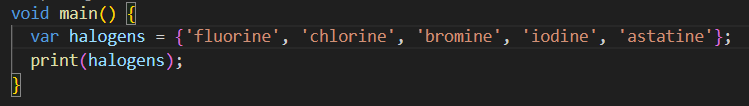 void main() {
  var halogens = {'fluorine', 'chlorine', 'bromine', 'iodine', 'astatine'};
  print(halogens);
}